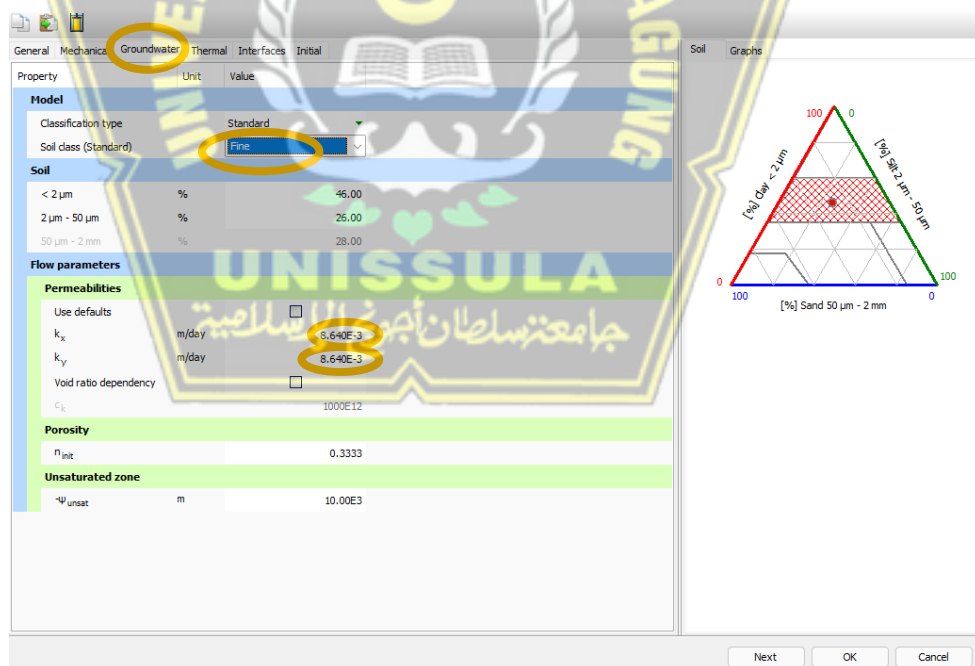 General Mechanica Groundwater Thermal Interfaces Initial
Soil Graphs
Property Unit Value
Model
Classification type Standard
Soil class (Standard) Fine
Soil
< 2 μm % 46.00
2 μm - 50 μm % 26.00
50 μm - 2 mm % 28.00
Flow parameters
Permeabilities
Use defaults
kx m/day 8.640E-3
ky m/day 8.640E-3
Void ratio dependency
ck 1000E12
Porosity
ninit 0.3333
Unsaturated zone
-Ψunsat m 10.00E3
100 0
[%] Clay < 2 μm
[%] Silt 2 μm - 50 μm
0 100
100 0
[%] Sand 50 μm - 2 mm
AGUNG
UNISSULA
جامعتنسلطان أجونج الإسلامية
Next OK Cancel